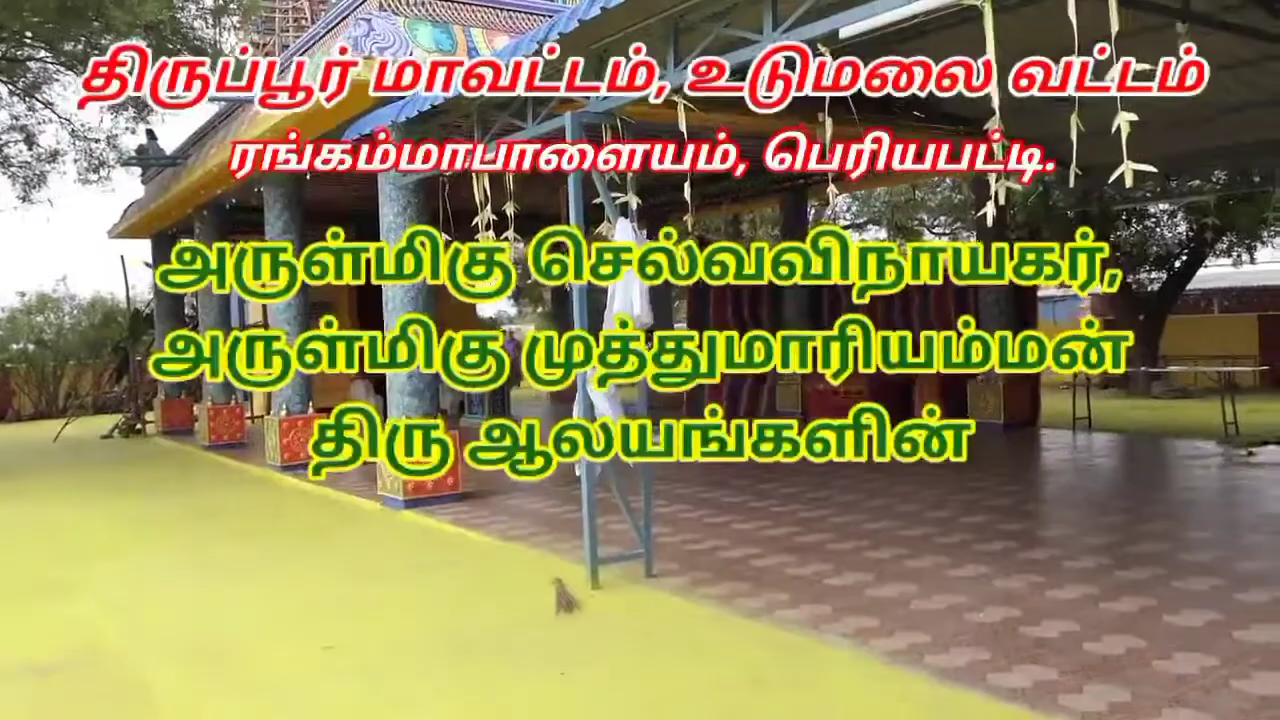 திருப்பூர் மாவட்டம், உடுமலை வட்டம்
ரங்கம்மாபாளையம், பெரியபட்டி.
அருள்மிகு செல்வவிநாயகர்,
அருள்மிகு முத்துமாரியம்மன்
திரு ஆலயங்களின்